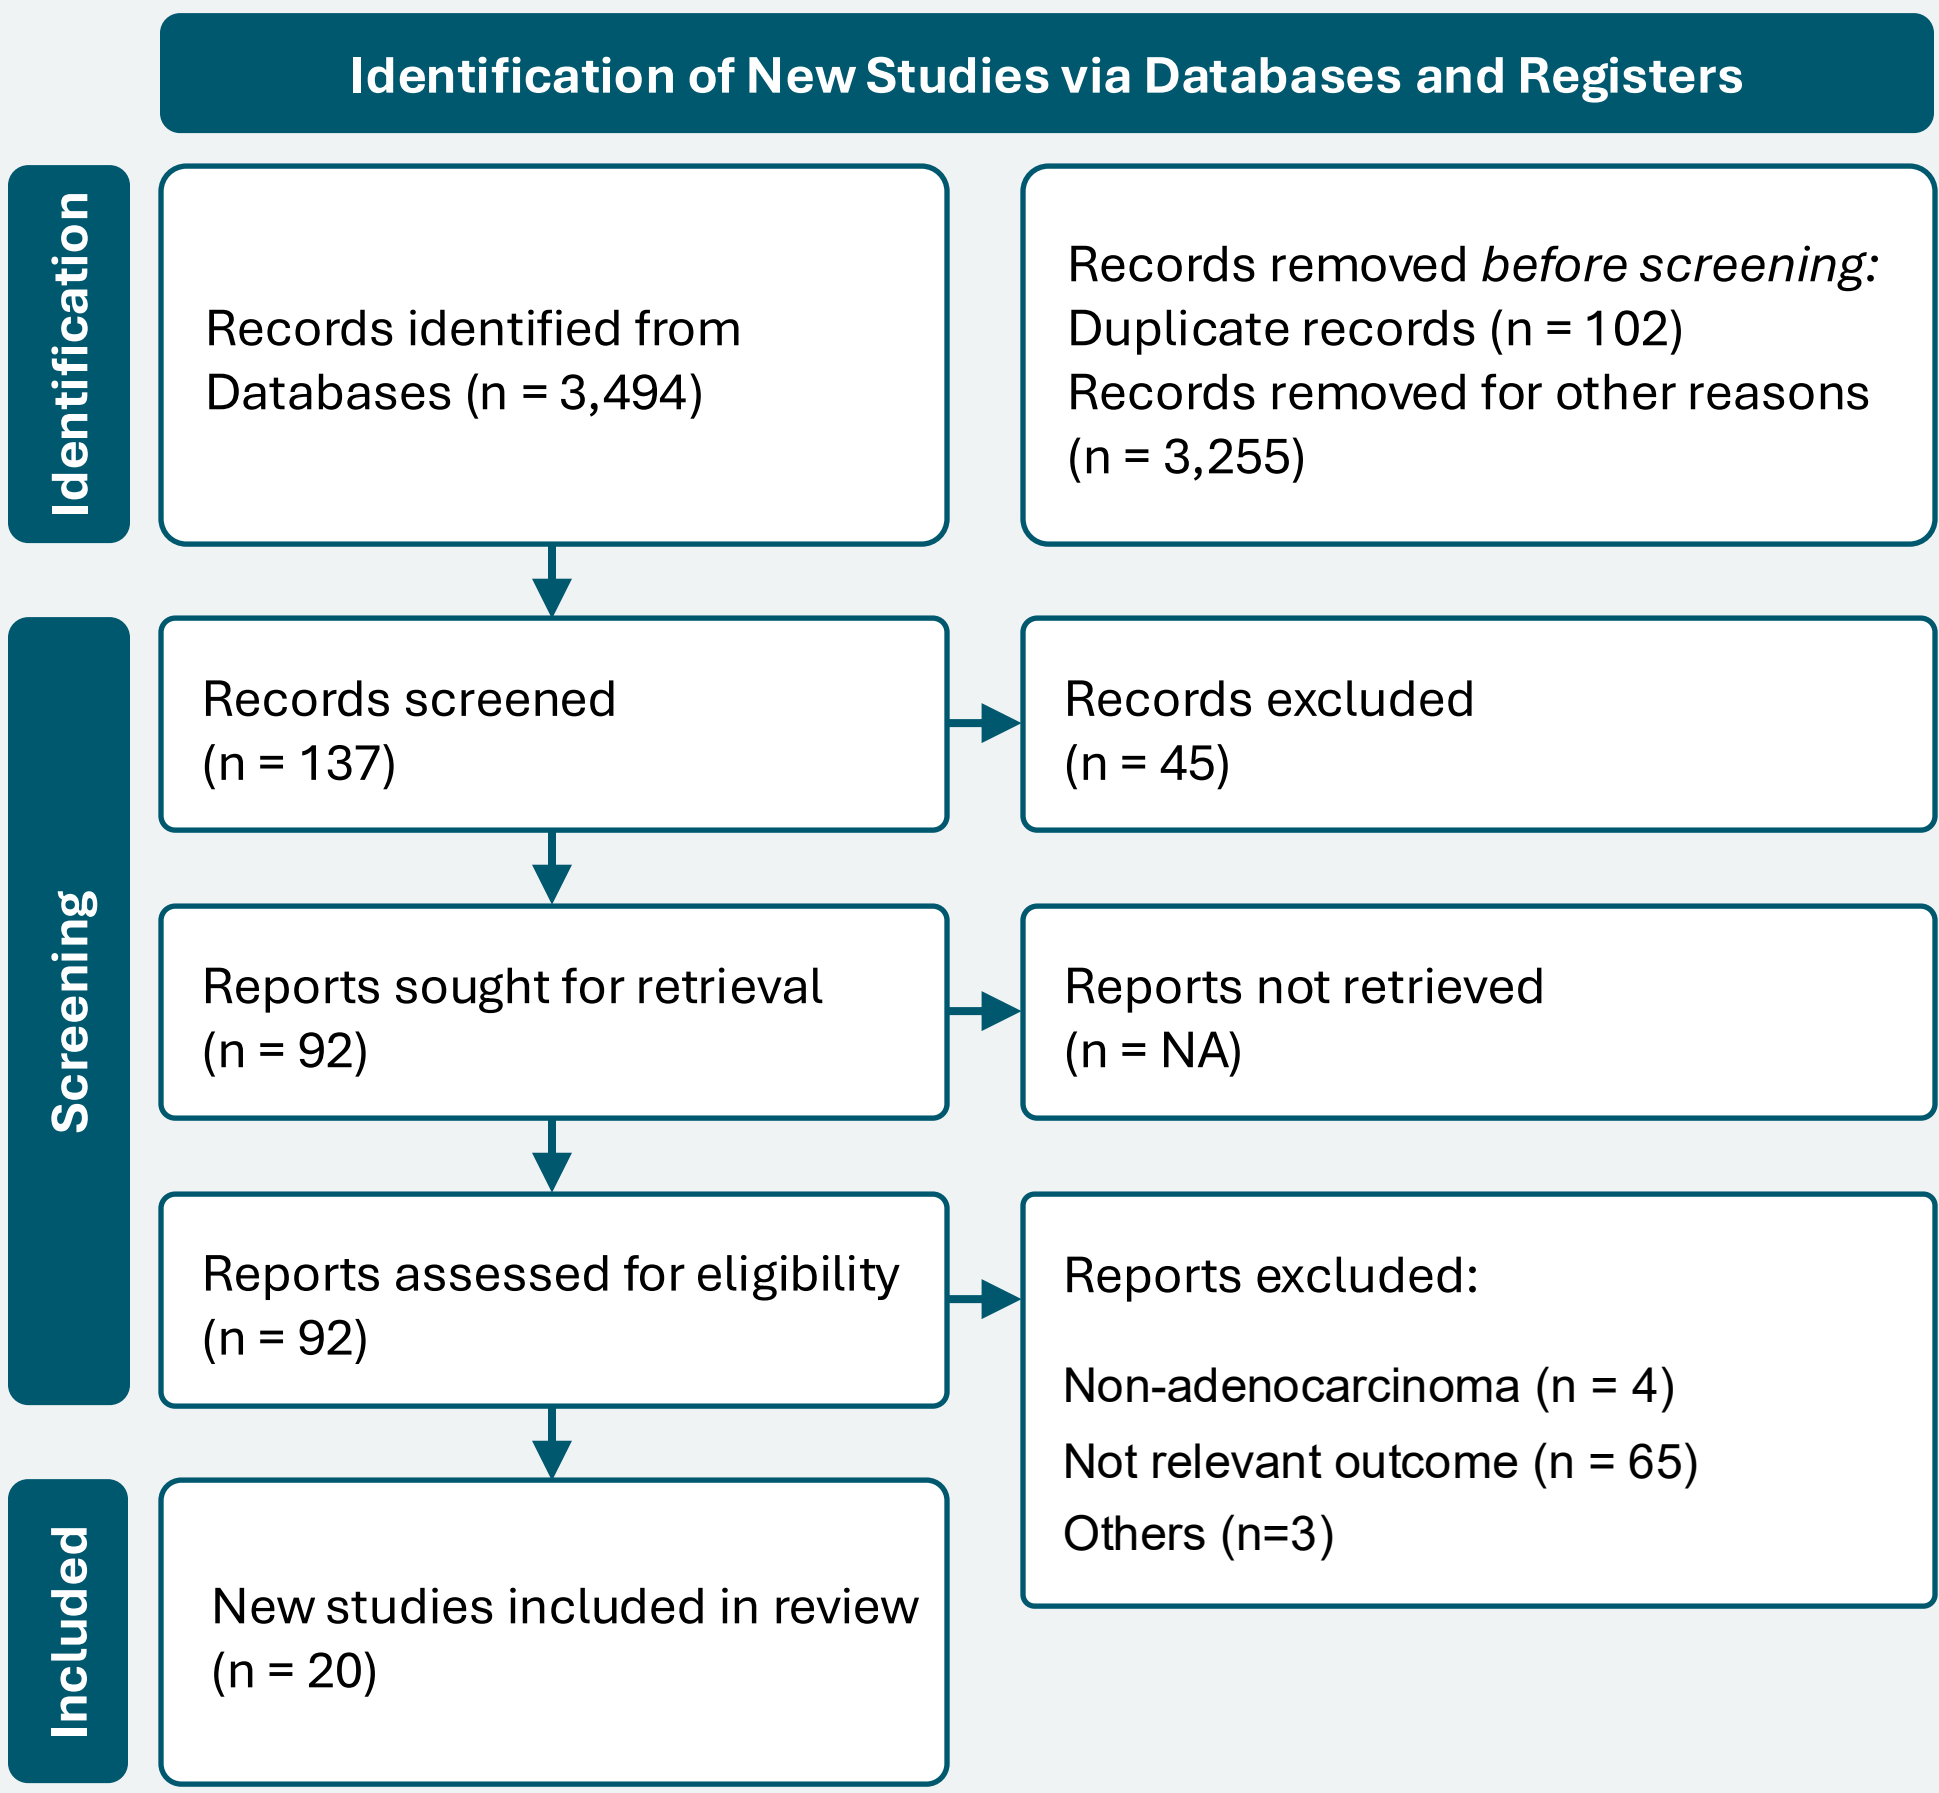 Identification of New Studies via Databases and Registers
Identification
Records identified from
Databases (n = 3,494)
Records removed before screening:
Duplicate records (n = 102)
Records removed for other reasons
(n = 3,255)
Screening
Records screened
(n = 137)
Records excluded
(n = 45)
Reports sought for retrieval
(n = 92)
Reports not retrieved
(n = NA)
Reports assessed for eligibility
(n = 92)
Reports excluded:
Non-adenocarcinoma (n = 4)
Not relevant outcome (n = 65)
Others (n=3)
Included
New studies included in review
(n = 20)